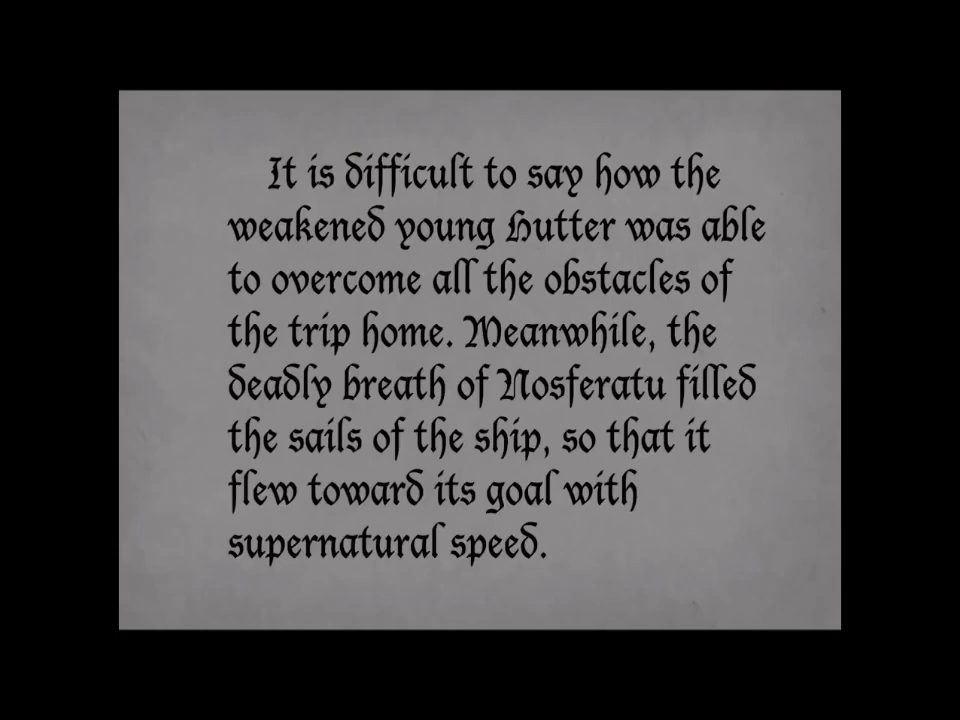 It is difficult to say how the
weakened young Hutter was able
to overcome all the obstacles of
the trip home. Meanwhile, the
deadly breath of Nosferatu filled
the sails of the ship, so that it
flew toward its goal with
supernatural speed.